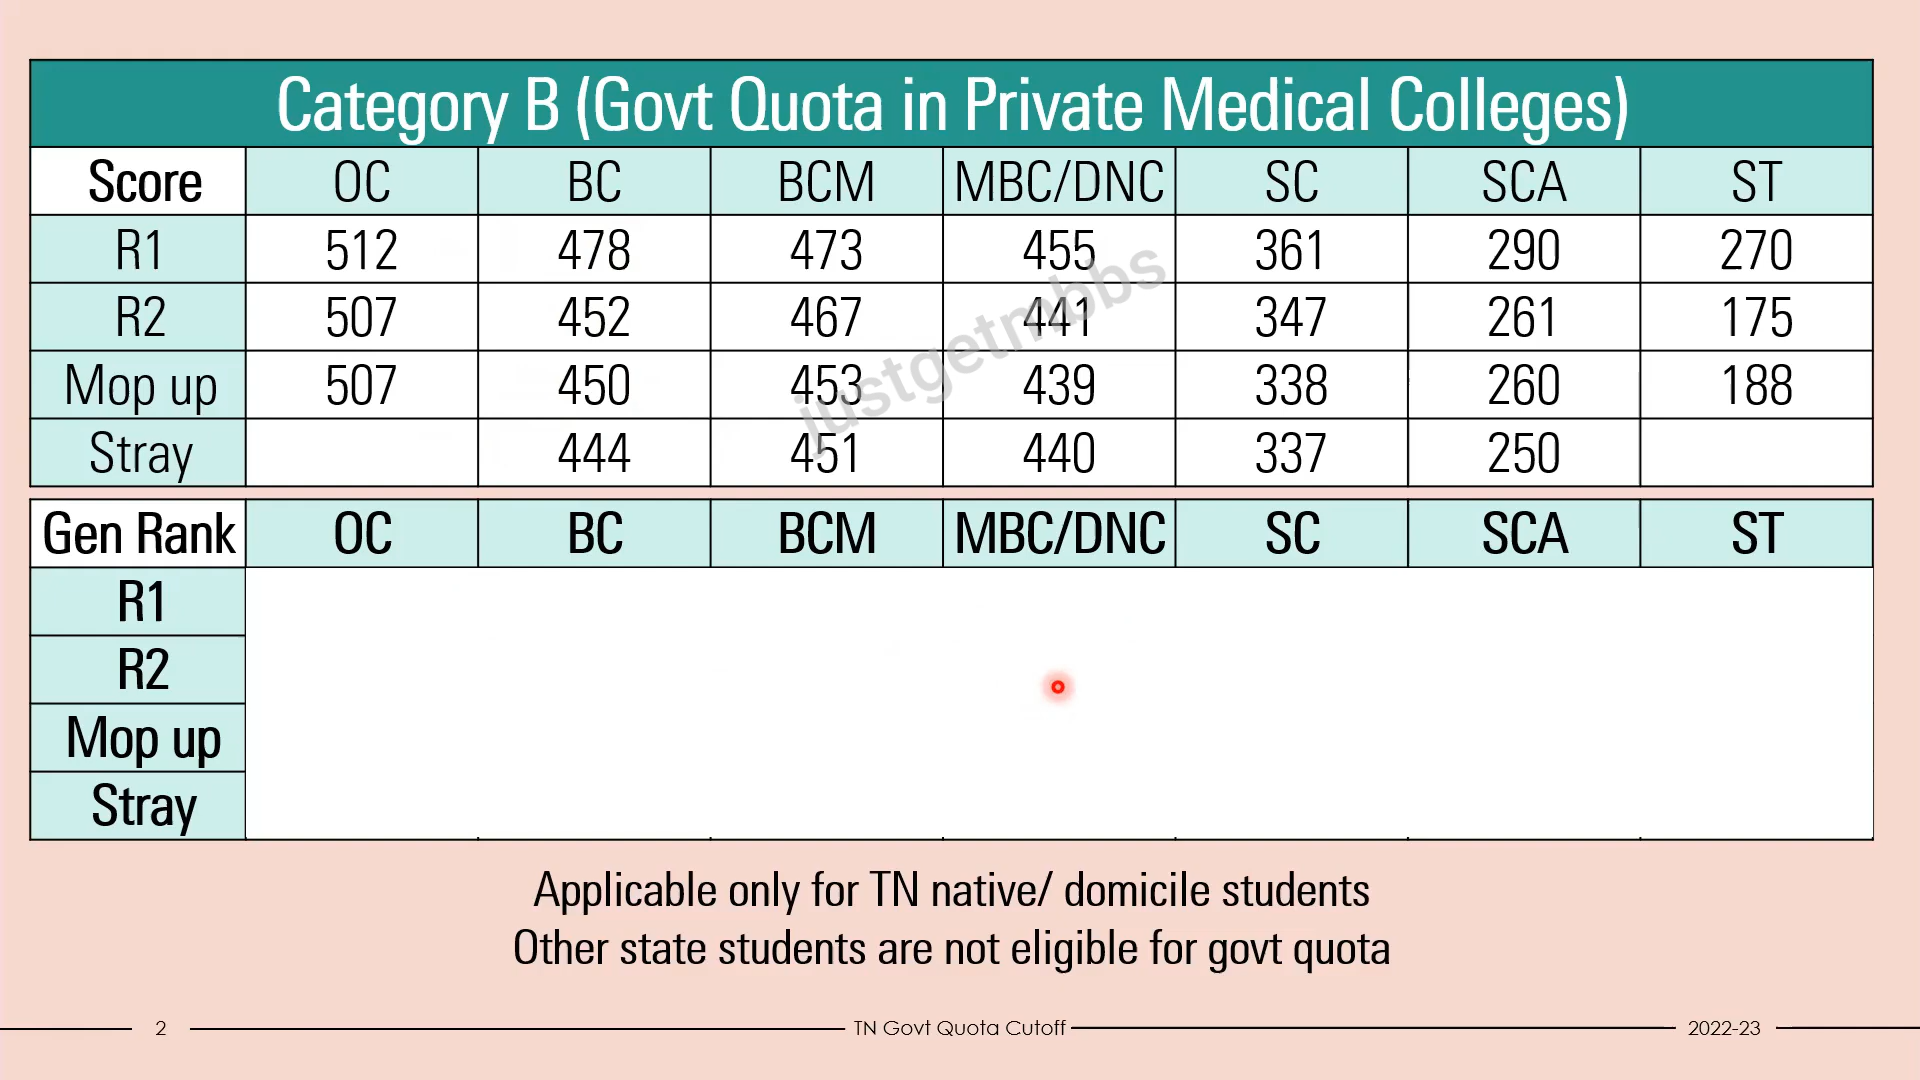 Category B (Govt Quota in Private Medical Colleges)
Score OC BC BCM MBC/DNC SC SCA ST
R1 512 478 473 455 361 290 270
R2 507 452 467 441 347 261 175
Mop up 507 450 453 439 338 260 188
Stray 444 451 440 337 250
justgetmbbs
Gen Rank OC BC BCM MBC/DNC SC SCA ST
R1
R2
Mop up
Stray
Applicable only for TN native/ domicile students
Other state students are not eligible for govt quota
2 TN Govt Quota Cutoff 2022-23